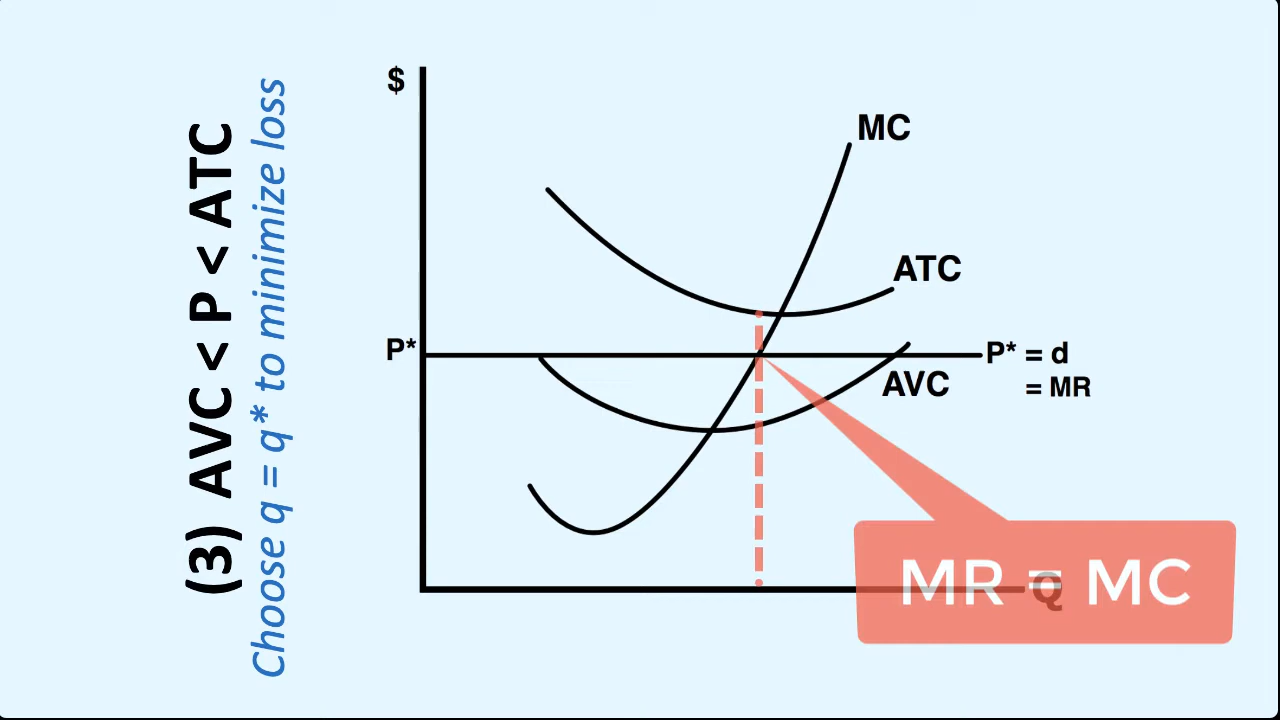 (3) AVC < P < ATC
Choose q = q* to minimize loss
$
MC
ATC
P*
P* = d
= MR
AVC
MR = MC
Q